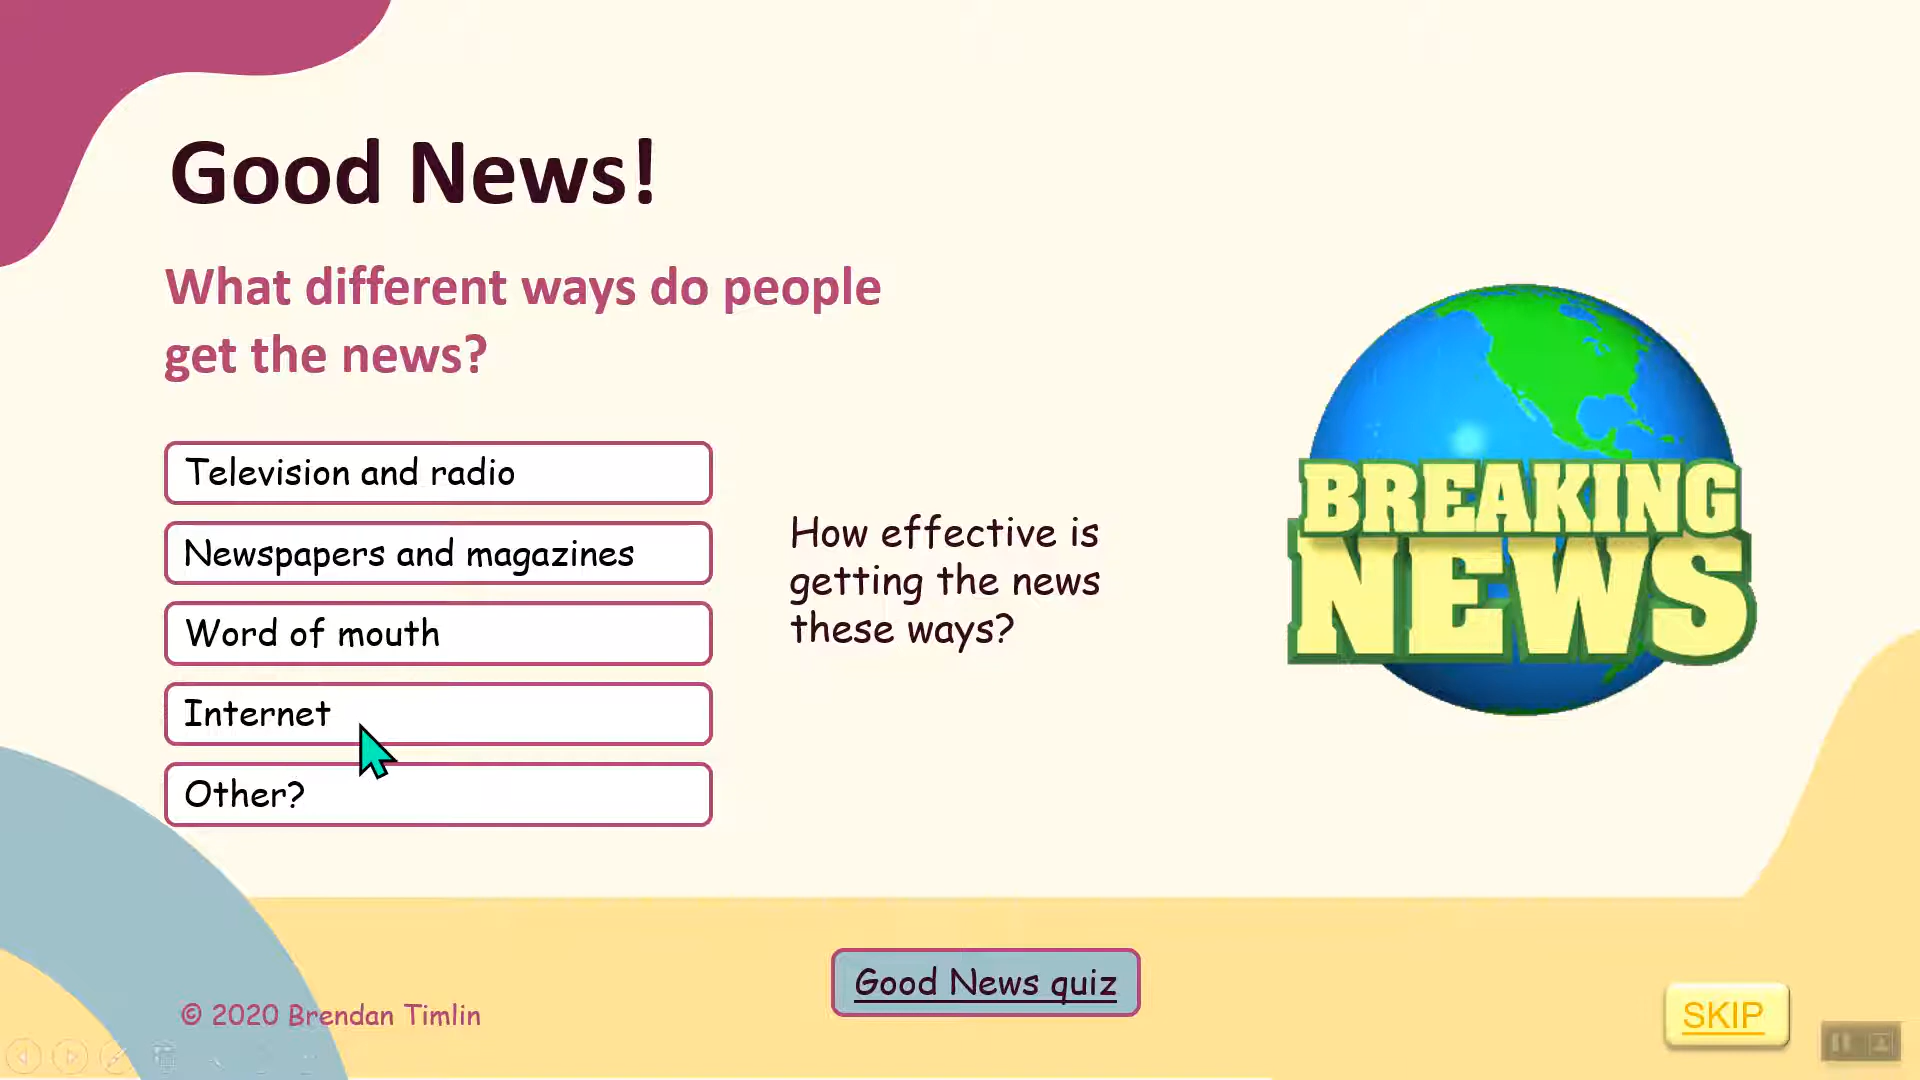 Good News!
What different ways do people
get the news?
Television and radio
Newspapers and magazines
Word of mouth
Internet
Other?
How effective is
getting the news
these ways?
BREAKING
NEWS
Good News quiz
© 2020 Brendan Timlin
SKIP